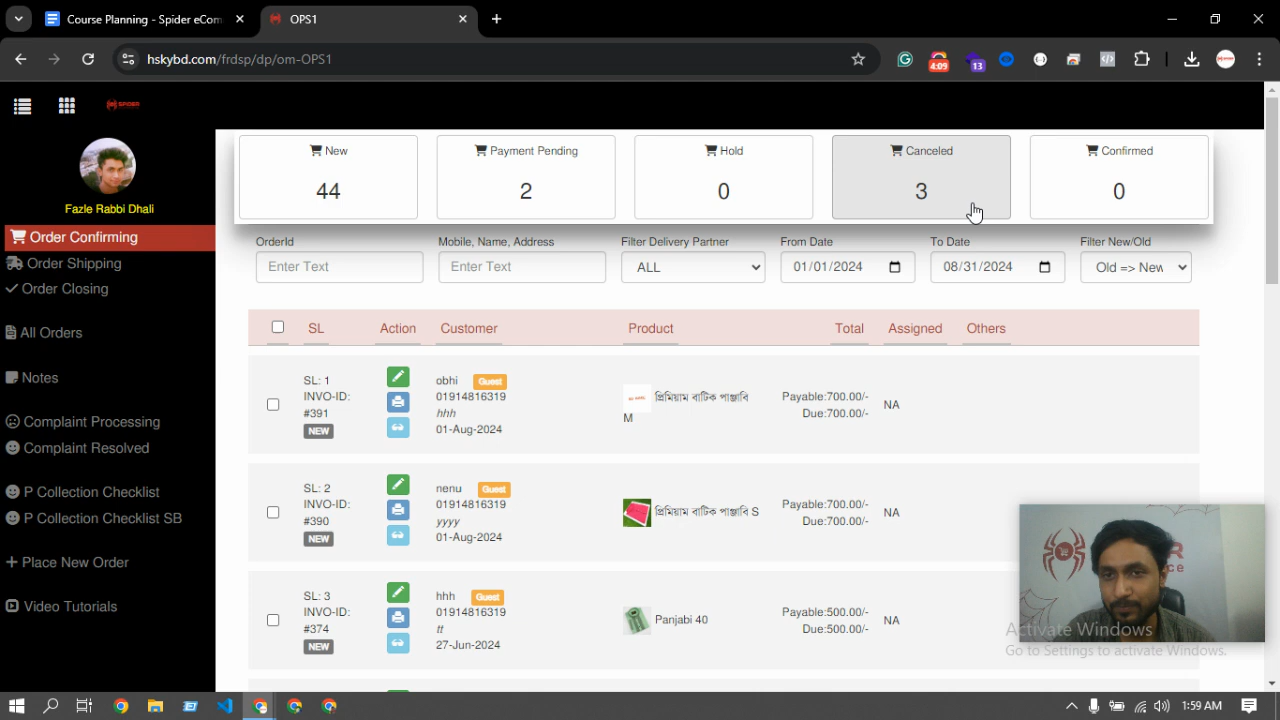 Course Planning - Spider eCom
OPS1
hskybd.com/frdsp/dp/om-OPS1
4:09
13
SPIDER
Fazle Rabbi Dhali
Order Confirming
Order Shipping
Order Closing
All Orders
Notes
Complaint Processing
Complaint Resolved
P Collection Checklist
P Collection Checklist SB
Place New Order
Video Tutorials
New
44
Payment Pending
2
Hold
0
Canceled
3
Confirmed
0
OrderId
Enter Text
Mobile, Name, Address
Enter Text
Filter Delivery Partner
ALL
From Date
01/01/2024
To Date
08/31/2024
Filter New/Old
Old => New
SL Action Customer Product Total Assigned Others
SL: 1
INVO-ID:
#391
NEW
obhi Guest
01914816319
hhh
01-Aug-2024
প্রিমিয়াম বাটিক পাঞ্জাবি
M
Payable:700.00/-
Due:700.00/-
NA
SL: 2
INVO-ID:
#390
NEW
nenu Guest
01914816319
yyyy
01-Aug-2024
প্রিমিয়াম বাটিক পাঞ্জাবি S
Payable:700.00/-
Due:700.00/-
NA
SL: 3
INVO-ID:
#374
NEW
hhh Guest
01914816319
tt
27-Jun-2024
Panjabi 40
Payable:500.00/-
Due:500.00/-
NA
Activate Windows
Go to Settings to activate Windows.
1:59 AM